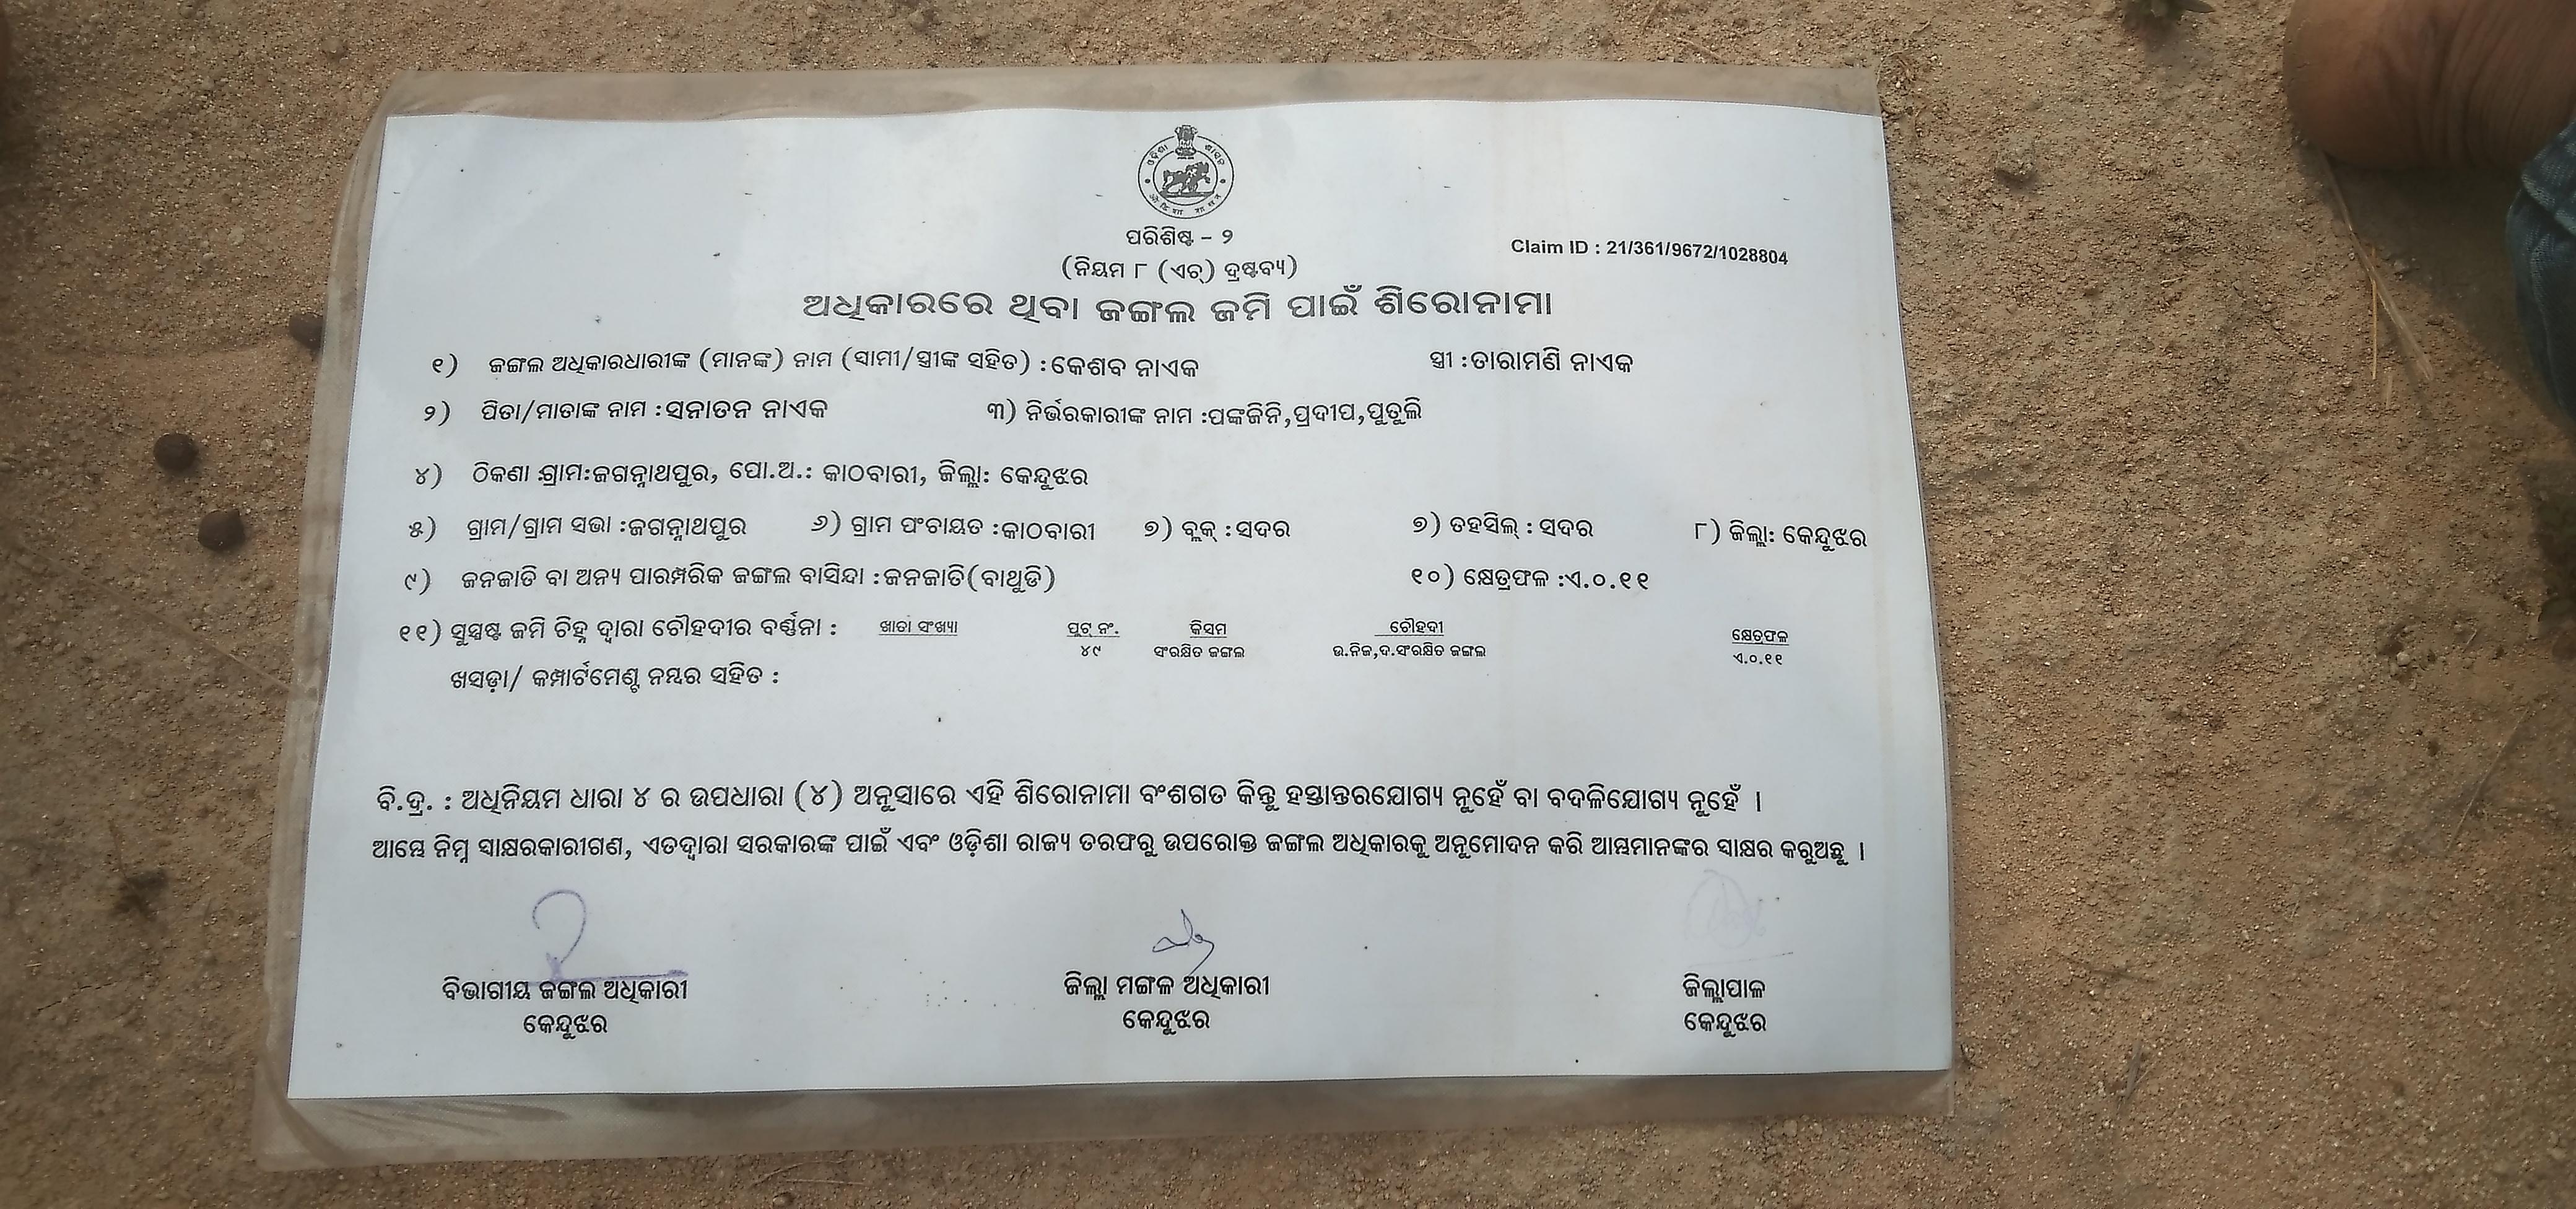 ଓଡ଼ିଶା ଶାସନ
ପରିଶିଷ୍ଟ – ୨
Claim ID : 21/361/9672/1028804
(ନିୟମ ୮ (ଏଚ୍) ଦ୍ରଷ୍ଟବ୍ୟ)
ଅଧିକାରରେ ଥିବା ଜଙ୍ଗଲ ଜମି ପାଇଁ ଶିରୋନାମା
୧) ଜଙ୍ଗଲ ଅଧିକାରଧାରୀଙ୍କ (ମାନଙ୍କ) ନାମ (ସ୍ୱାମୀ/ସ୍ତ୍ରୀଙ୍କ ସହିତ) : କେଶବ ନାଏକ ସ୍ତ୍ରୀ : ତାରାମଣି ନାଏକ
୨) ପିତା/ମାତାଙ୍କ ନାମ : ସନାତନ ନାଏକ ୩) ନିର୍ଭରକାରୀଙ୍କ ନାମ : ପଙ୍କଜିନି,ପ୍ରଦୀପ,ପୁତୁଲି
୪) ଠିକଣା :ଗ୍ରାମ:ଜଗନ୍ନାଥପୁର, ପୋ.ଅ.: କାଠବାରୀ, ଜିଲ୍ଲା: କେନ୍ଦୁଝର
୫) ଗ୍ରାମ/ଗ୍ରାମ ସଭା : ଜଗନ୍ନାଥପୁର ୬) ଗ୍ରାମ ପଂଚାୟତ : କାଠବାରୀ ୭) ବ୍ଲକ୍ : ସଦର ୭) ତହସିଲ୍ : ସଦର ୮) ଜିଲ୍ଲା: କେନ୍ଦୁଝର
୯) ଜନଜାତି ବା ଅନ୍ୟ ପାରମ୍ପରିକ ଜଙ୍ଗଲ ବାସିନ୍ଦା : ଜନଜାତି(ବାଥୁଡି) ୧୦) କ୍ଷେତ୍ରଫଳ :ଏ.୦.୧୧
୧୧) ସୁସ୍ପଷ୍ଟ ଜମି ଚିହ୍ନ ଦ୍ୱାରା ଚୌହଦୀର ବର୍ଣ୍ଣନା : ଖାତା ସଂଖ୍ୟା ପ୍ଲଟ୍ ନଂ. କିସମ ଚୌହଦୀ କ୍ଷେତ୍ରଫଳ
୪୯ ସଂରକ୍ଷିତ ଜଙ୍ଗଲ ଉ.ନିଜ,ଦ.ସଂରକ୍ଷିତ ଜଙ୍ଗଲ ଏ.୦.୧୧
ଖସଡ଼ା/ କମ୍ପାର୍ଟମେଣ୍ଟ ନମ୍ବର ସହିତ :
ବି.ଦ୍ର. : ଅଧିନିୟମ ଧାରା ୪ ର ଉପଧାରା (୪) ଅନୁସାରେ ଏହି ଶିରୋନାମା ବଂଶଗତ କିନ୍ତୁ ହସ୍ତାନ୍ତରଯୋଗ୍ୟ ନୁହେଁ ବା ବଦଳିଯୋଗ୍ୟ ନୁହେଁ ।
ଆମ୍ଭେ ନିମ୍ନ ସ୍ୱାକ୍ଷରକାରୀଗଣ, ଏତଦ୍ଦ୍ୱାରା ସରକାରଙ୍କ ପାଇଁ ଏବଂ ଓଡ଼ିଶା ରାଜ୍ୟ ତରଫରୁ ଉପରୋକ୍ତ ଜଙ୍ଗଲ ଅଧିକାରକୁ ଅନୁମୋଦନ କରି ଆମ୍ଭମାନଙ୍କର ସ୍ୱାକ୍ଷର କରୁଅଛୁ ।
ବିଭାଗୀୟ ଜଙ୍ଗଲ ଅଧିକାରୀ ଜିଲ୍ଲା ମଙ୍ଗଳ ଅଧିକାରୀ ଜିଲ୍ଲାପାଳ
କେନ୍ଦୁଝର କେନ୍ଦୁଝର କେନ୍ଦୁଝର